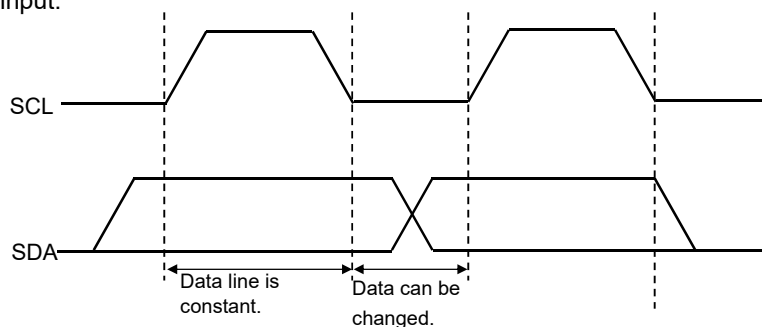 input.
SCL
SDA
Data line is
constant.
Data can be
changed.